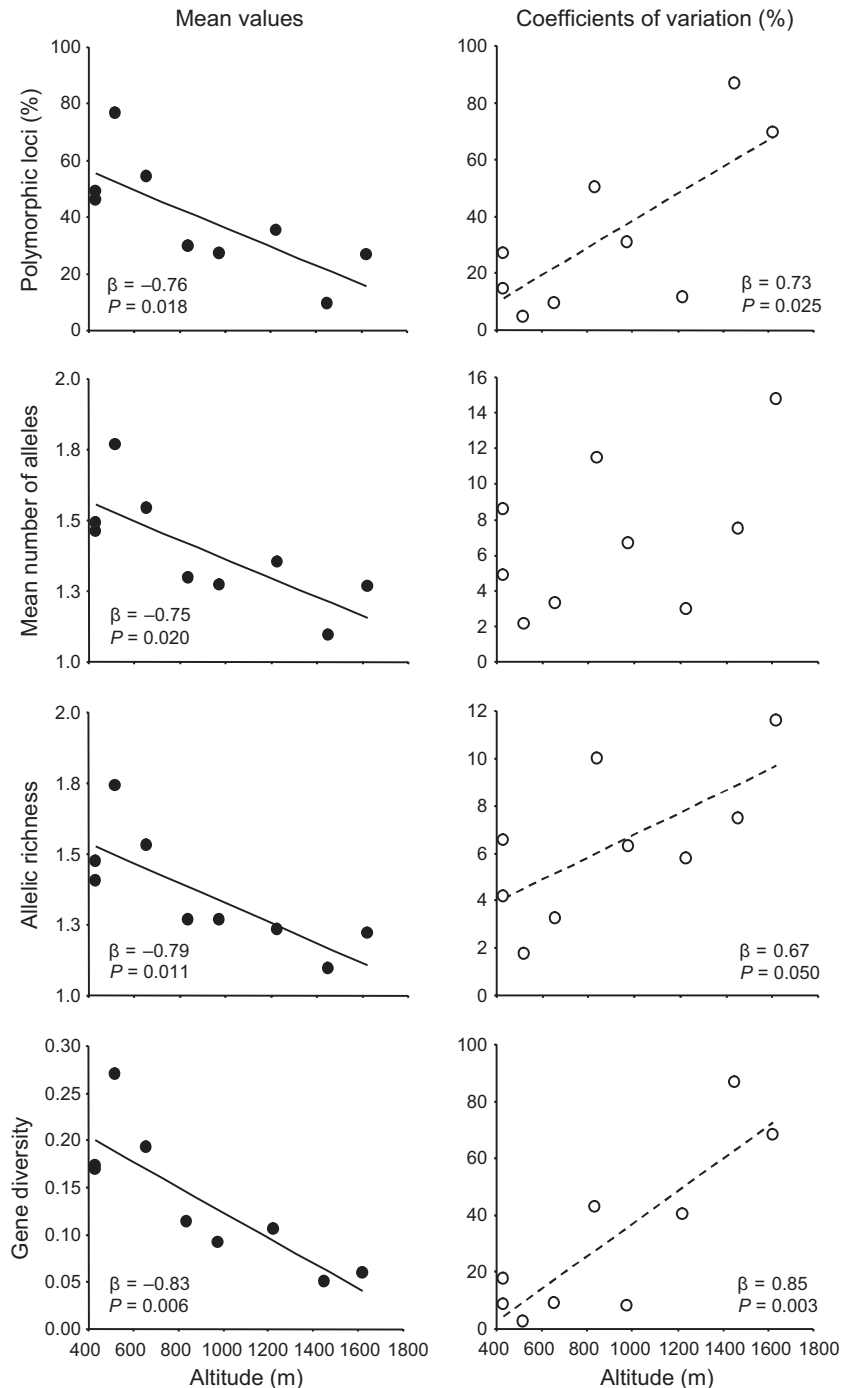 Mean values
Coefficients of variation (%)
Polymorphic loci (%)
100
80
60
40
20
0
β = –0.76
P = 0.018
100
80
60
40
20
0
β = 0.73
P = 0.025
Mean number of alleles
2.0
1.8
1.5
1.3
1.0
β = –0.75
P = 0.020
16
14
12
10
8
6
4
2
0
Allelic richness
2.0
1.8
1.5
1.3
1.0
β = –0.79
P = 0.011
12
10
8
6
4
2
0
β = 0.67
P = 0.050
Gene diversity
0.30
0.25
0.20
0.15
0.10
0.05
0.00
β = –0.83
P = 0.006
400 600 800 1000 1200 1400 1600 1800
Altitude (m)
100
80
60
40
20
0
β = 0.85
P = 0.003
400 600 800 1000 1200 1400 1600 1800
Altitude (m)